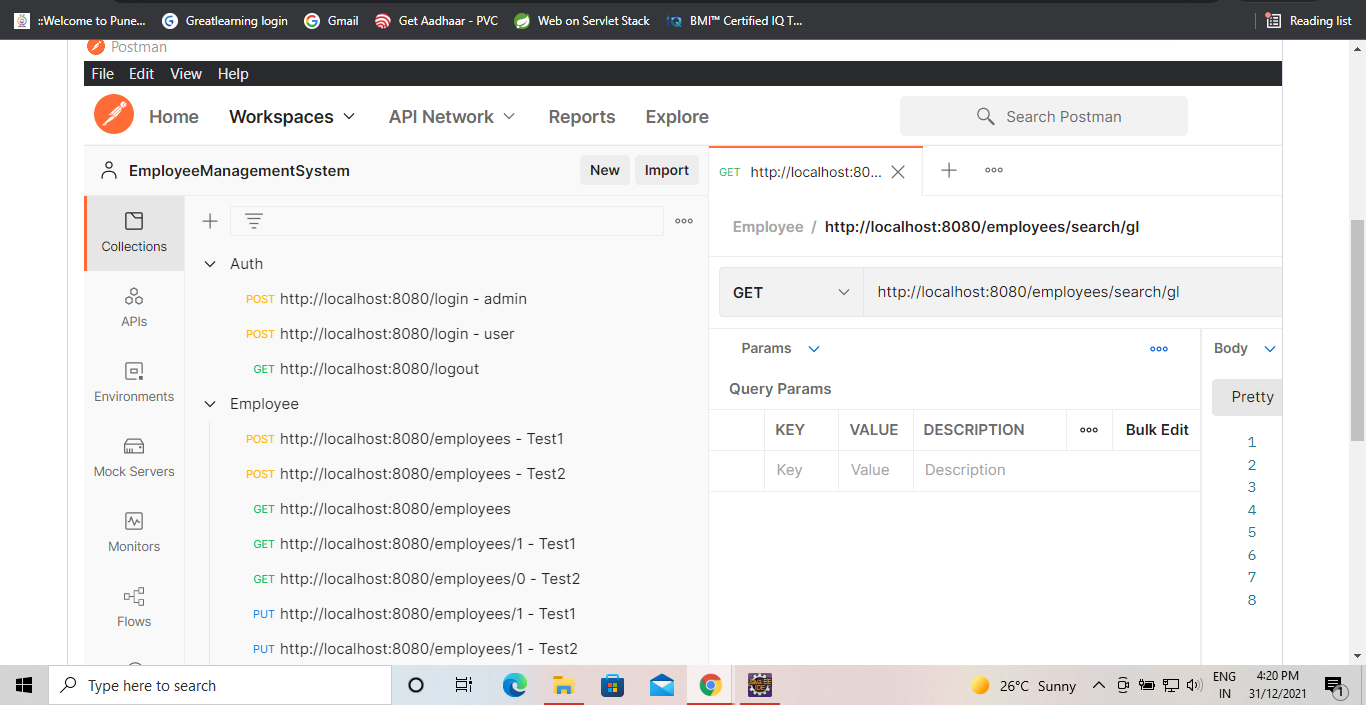 ::Welcome to Pune...
Greatlearning login
Gmail
Get Aadhaar - PVC
Web on Servlet Stack
BMI™ Certified IQ T...
Reading list
Postman
File Edit View Help
Home
Workspaces
API Network
Reports
Explore
Search Postman
EmployeeManagementSystem
New
Import
GET http://localhost:80...
Collections
APIs
Environments
Mock Servers
Monitors
Flows
Auth
POST http://localhost:8080/login - admin
POST http://localhost:8080/login - user
GET http://localhost:8080/logout
Employee
POST http://localhost:8080/employees - Test1
POST http://localhost:8080/employees - Test2
GET http://localhost:8080/employees
GET http://localhost:8080/employees/1 - Test1
GET http://localhost:8080/employees/0 - Test2
PUT http://localhost:8080/employees/1 - Test1
PUT http://localhost:8080/employees/1 - Test2
Employee / http://localhost:8080/employees/search/gl
GET http://localhost:8080/employees/search/gl
Params
Body
Query Params
Pretty
KEY VALUE DESCRIPTION Bulk Edit
Key Value Description
1
2
3
4
5
6
7
8
Type here to search
26°C Sunny
ENG
IN
4:20 PM
31/12/2021
1